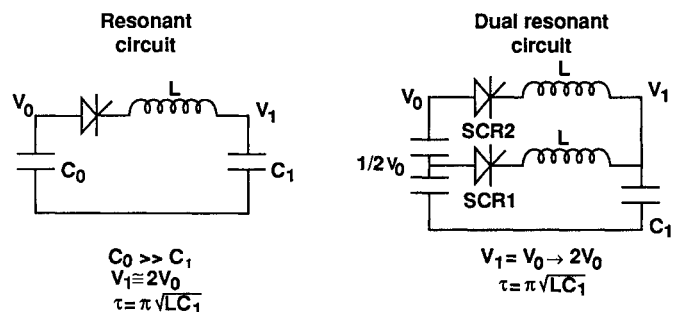 Resonant
circuit
V₀
L
V₁
C₀
C₁
C₀ >> C₁
V₁≅2V₀
τ=π√LC₁
Dual resonant
circuit
V₀
L
V₁
SCR2
1/2 V₀
L
SCR1
C₁
V₁= V₀→ 2V₀
τ=π√LC₁